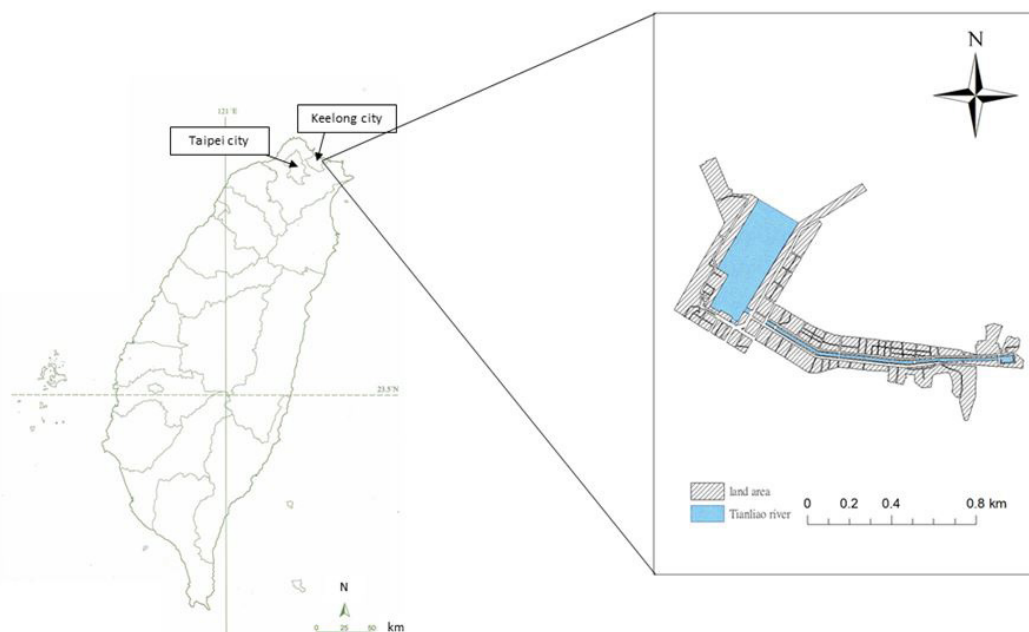 121°E
Keelong city
Taipei city
23.5°N
N
0 25 50 km
N
land area
Tianliao river
0 0.2 0.4 0.8 km